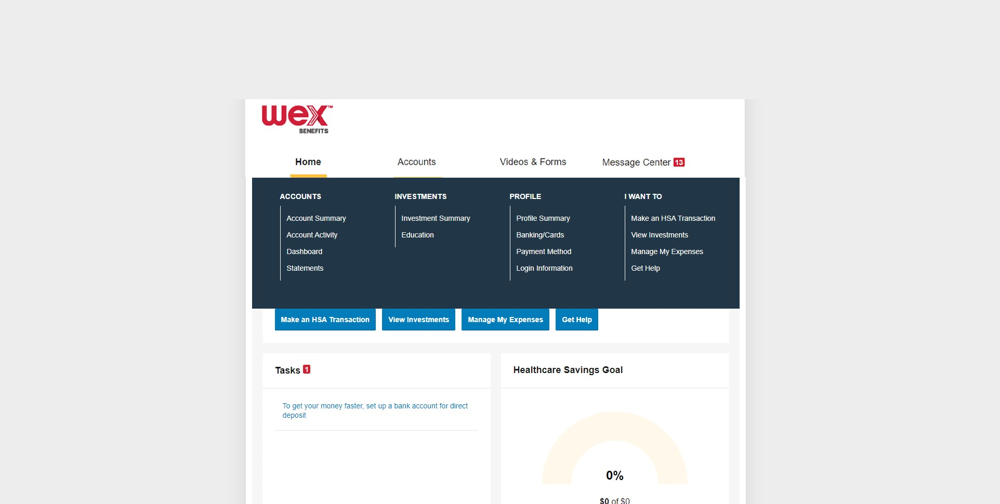 wex™
BENEFITS
Home
Accounts
Videos & Forms
Message Center 13
ACCOUNTS
Account Summary
Account Activity
Dashboard
Statements
INVESTMENTS
Investment Summary
Education
PROFILE
Profile Summary
Banking/Cards
Payment Method
Login Information
I WANT TO
Make an HSA Transaction
View Investments
Manage My Expenses
Get Help
Make an HSA Transaction
View Investments
Manage My Expenses
Get Help
Tasks 1
To get your money faster, set up a bank account for direct
deposit
Healthcare Savings Goal
0%
$0 of $0